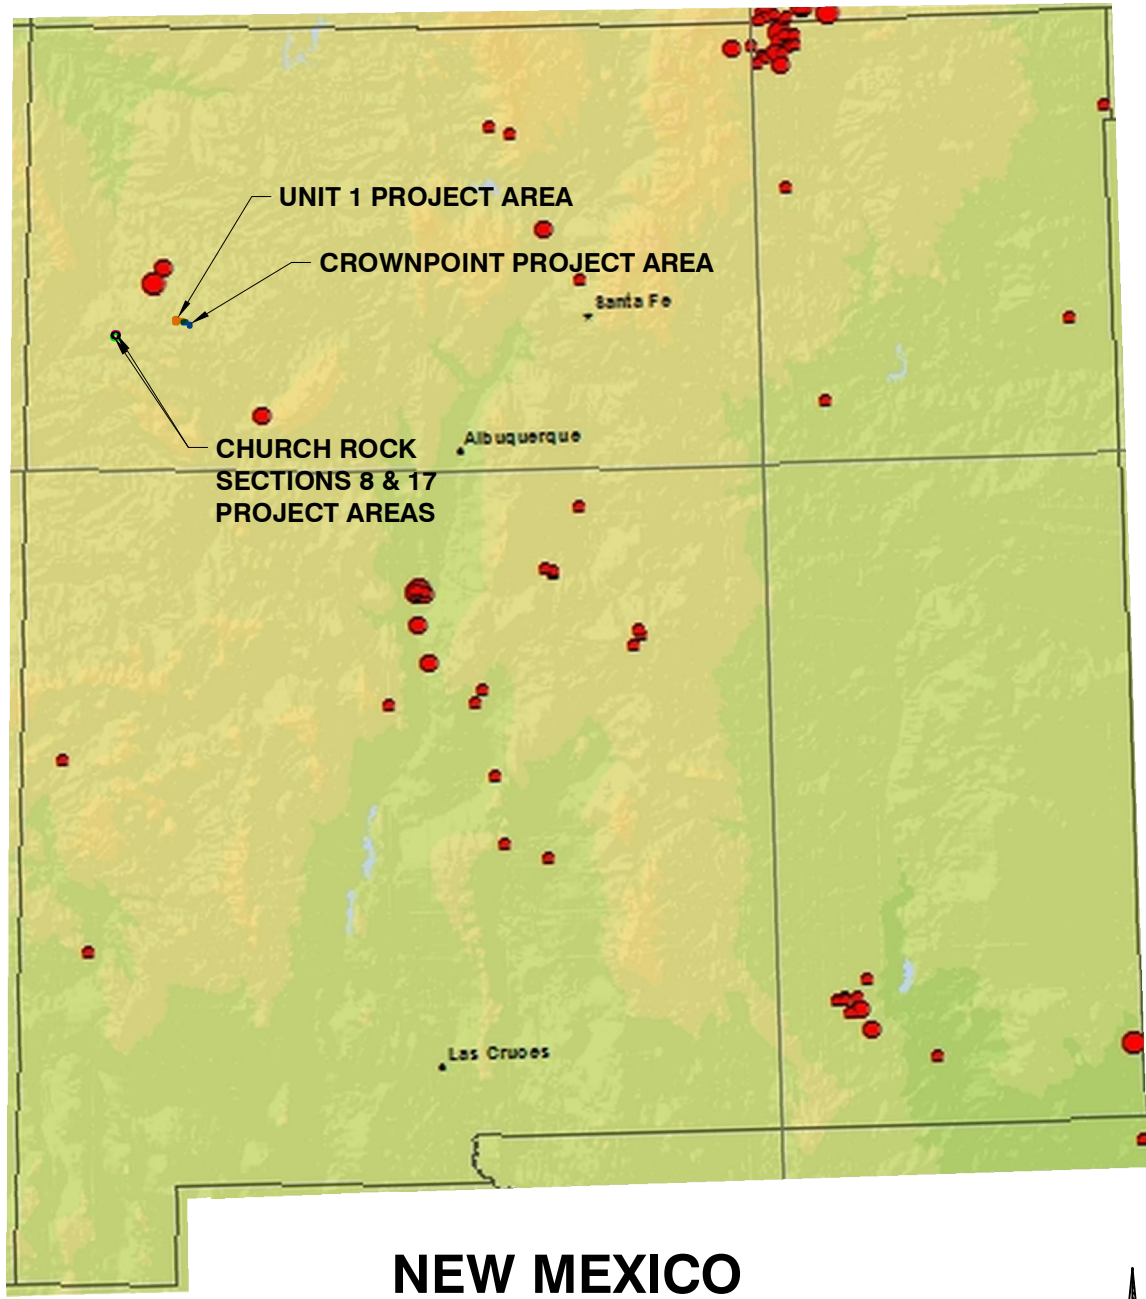 UNIT 1 PROJECT AREA
CROWNPOINT PROJECT AREA
Santa Fe
Albuquerque
CHURCH ROCK
SECTIONS 8 & 17
PROJECT AREAS
Las Cruces
NEW MEXICO